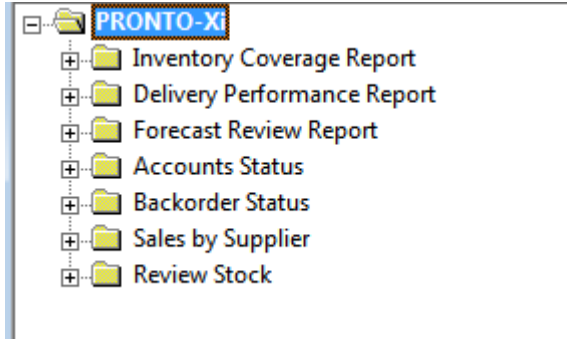 PRONTO-Xi
Inventory Coverage Report
Delivery Performance Report
Forecast Review Report
Accounts Status
Backorder Status
Sales by Supplier
Review Stock